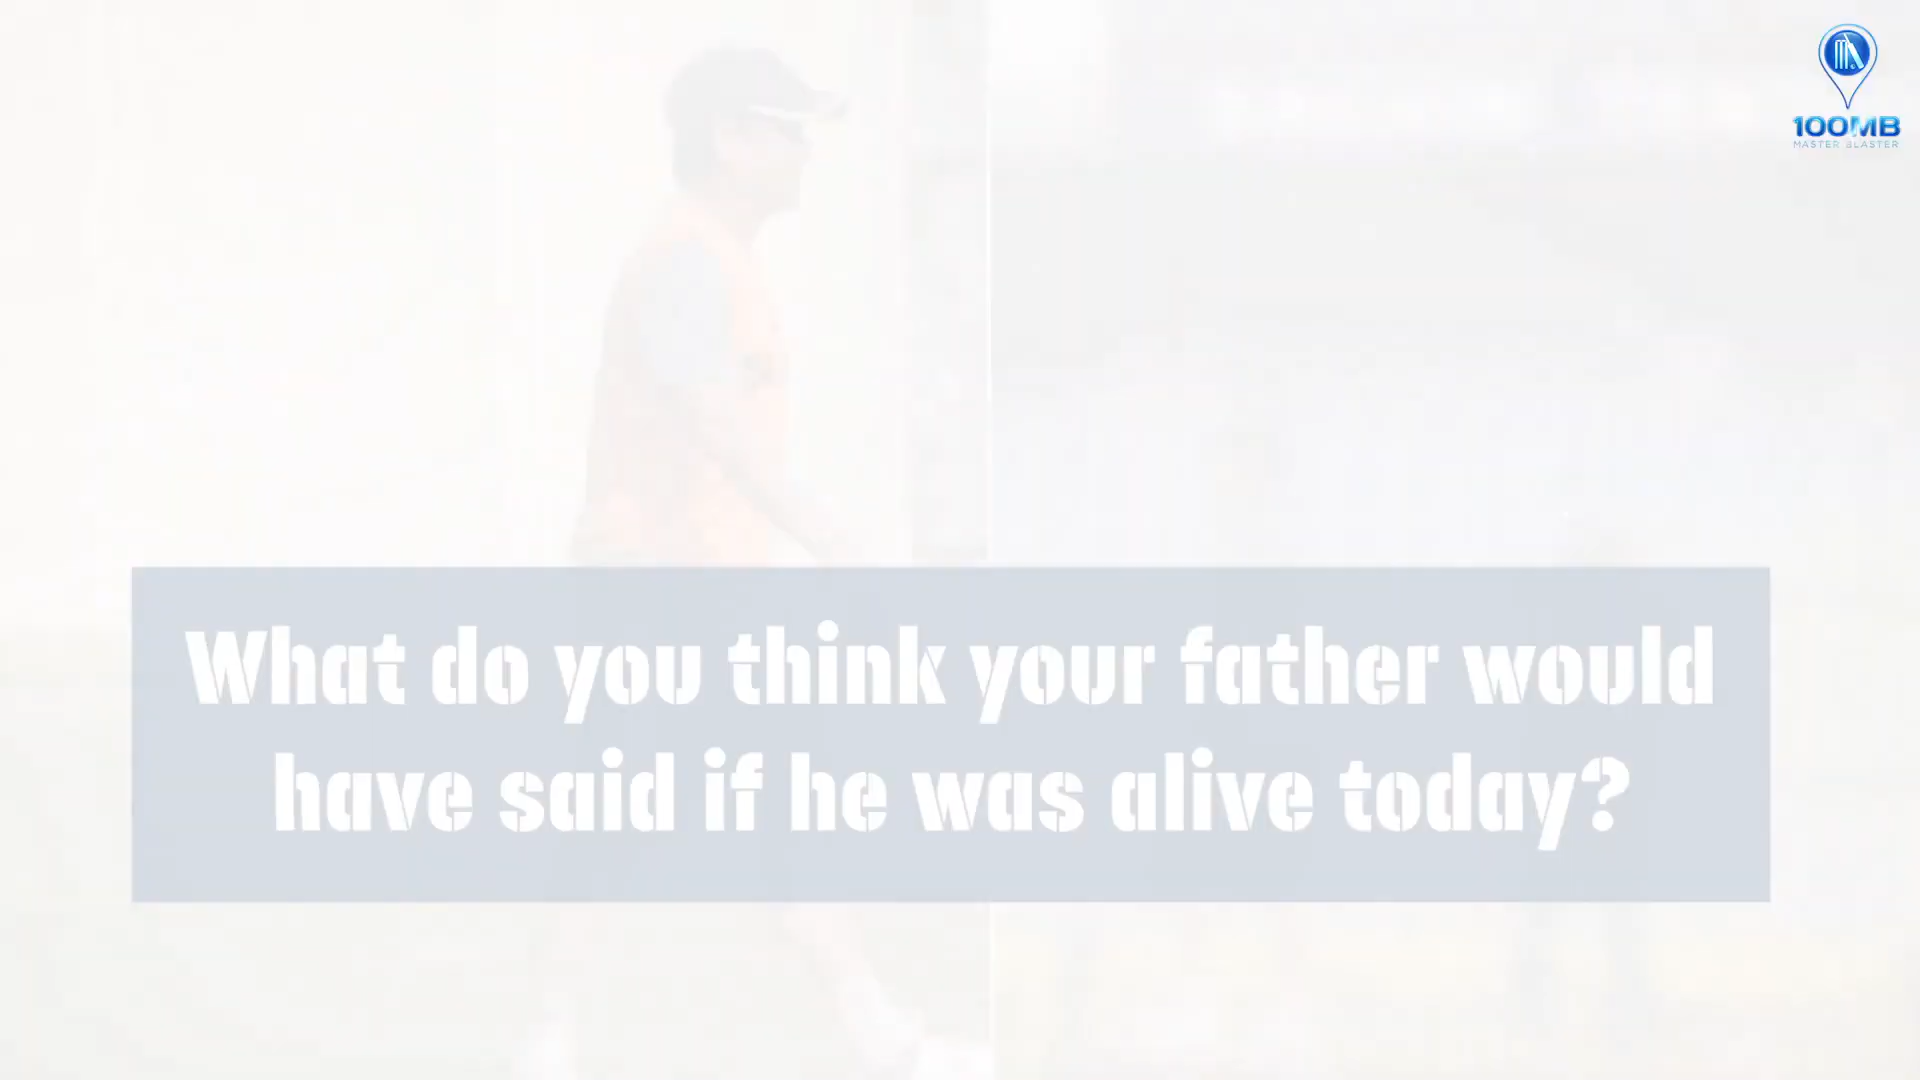 100MB
MASTER BLASTER
What do you think your father would
have said if he was alive today?